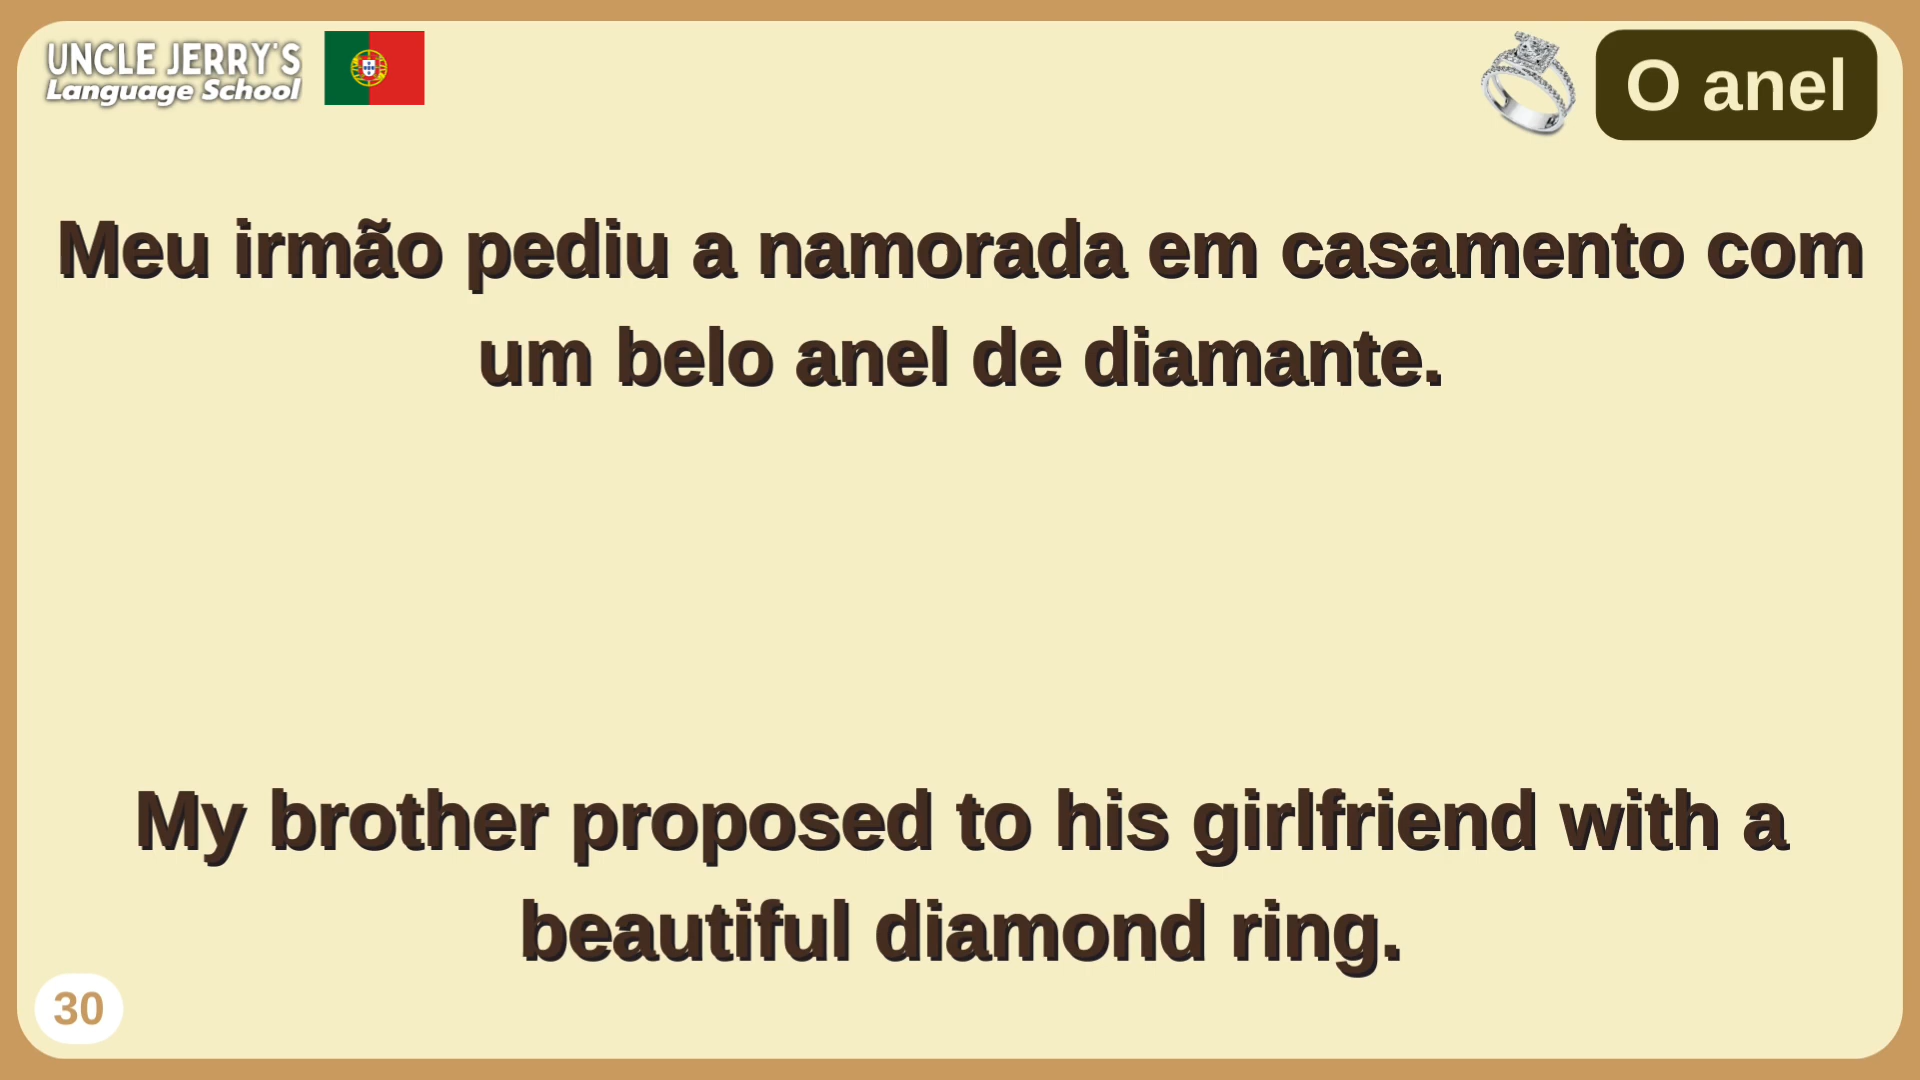 UNCLE JERRY'S
Language School
O anel
Meu irmão pediu a namorada em casamento com
um belo anel de diamante.
My brother proposed to his girlfriend with a
beautiful diamond ring.
30